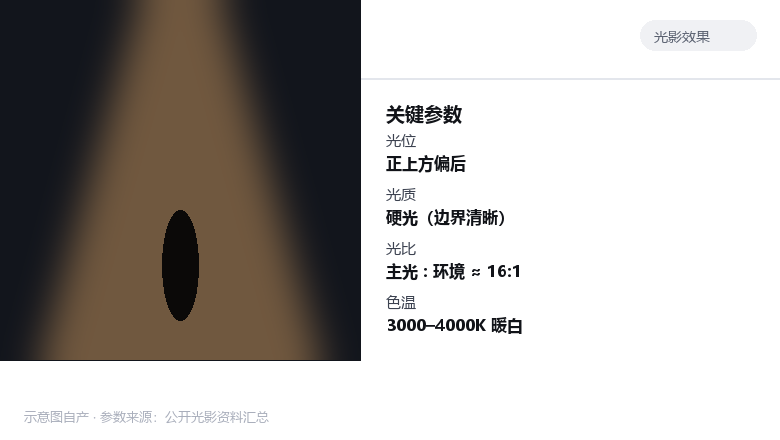 光影效果
关键参数
光位
正上方偏后
光质
硬光（边界清晰）
光比
主光 : 环境 ≈ 16:1
色温
3000–4000K 暖白
示意图自产 · 参数来源：公开光影资料汇总